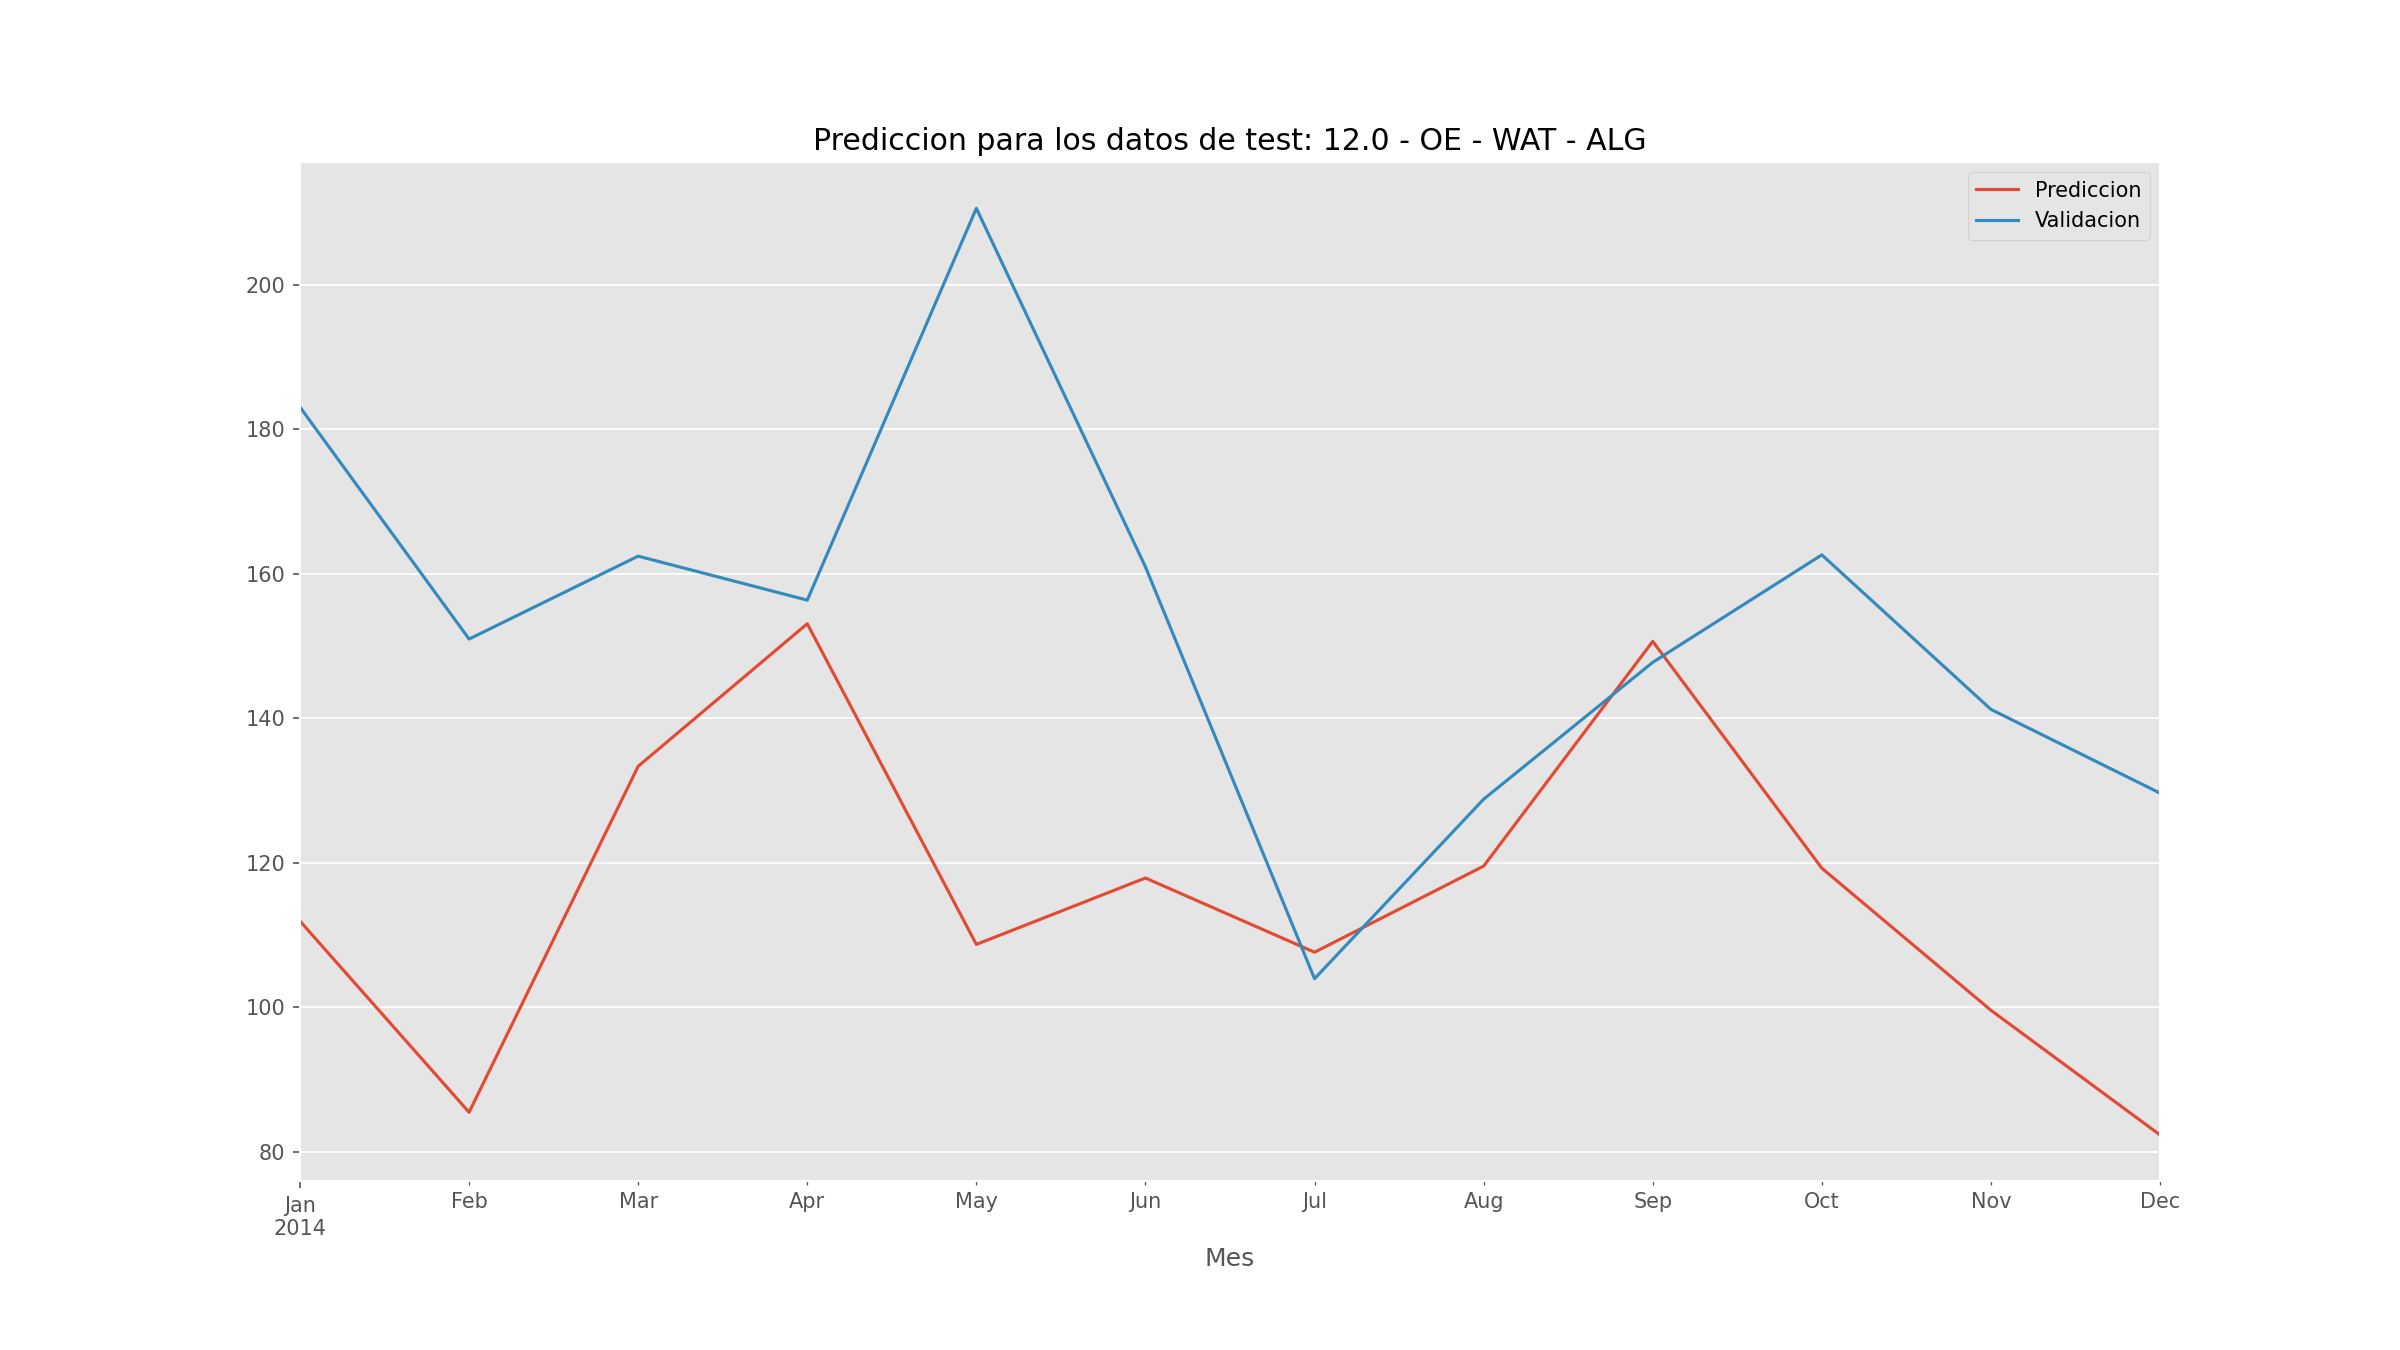 Prediccion para los datos de test: 12.0 - OE - WAT - ALG
Prediccion
Validacion
200
180
160
140
120
100
80
Jan Feb Mar Apr May Jun Jul Aug Sep Oct Nov Dec
2014
Mes